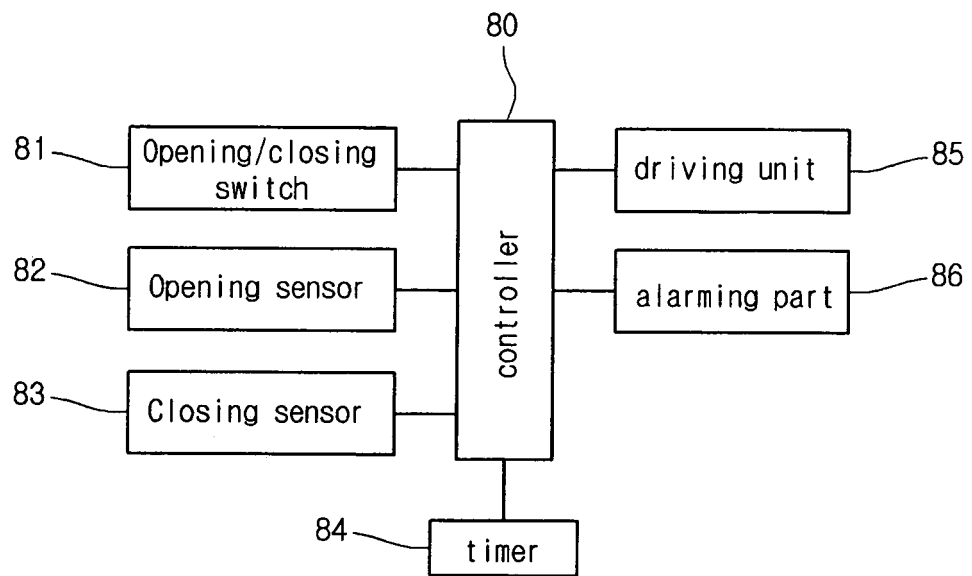 80
81
Opening/closing
switch
82
Opening sensor
83
Closing sensor
controller
driving unit
85
alarming part
86
84
timer